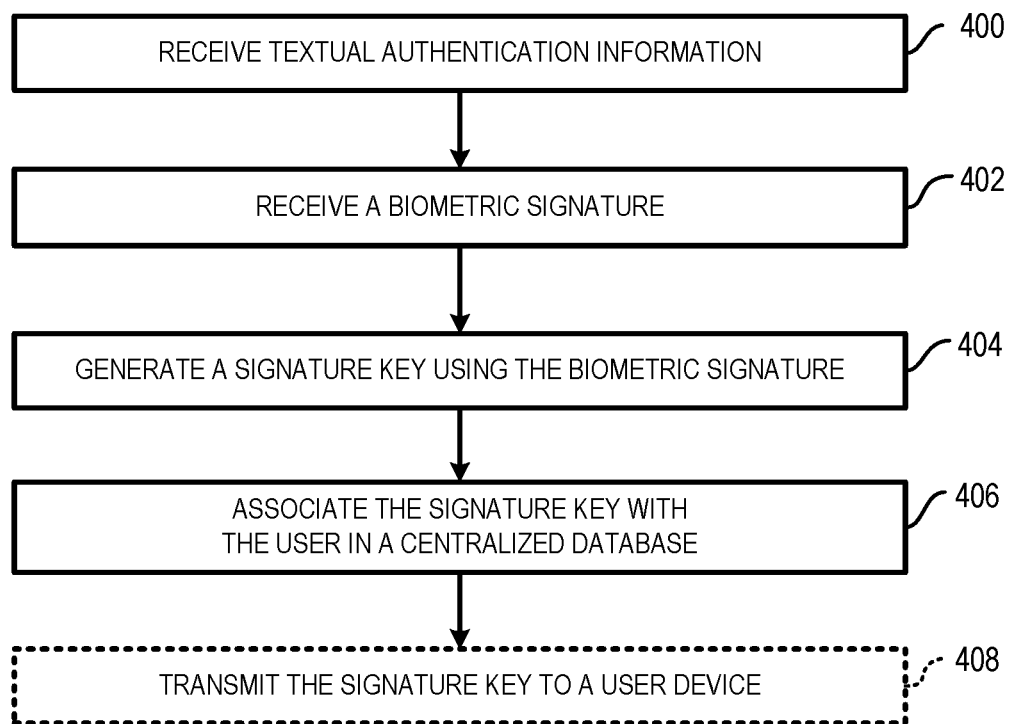 RECEIVE TEXTUAL AUTHENTICATION INFORMATION
400
RECEIVE A BIOMETRIC SIGNATURE
402
GENERATE A SIGNATURE KEY USING THE BIOMETRIC SIGNATURE
404
ASSOCIATE THE SIGNATURE KEY WITH
THE USER IN A CENTRALIZED DATABASE
406
TRANSMIT THE SIGNATURE KEY TO A USER DEVICE
408